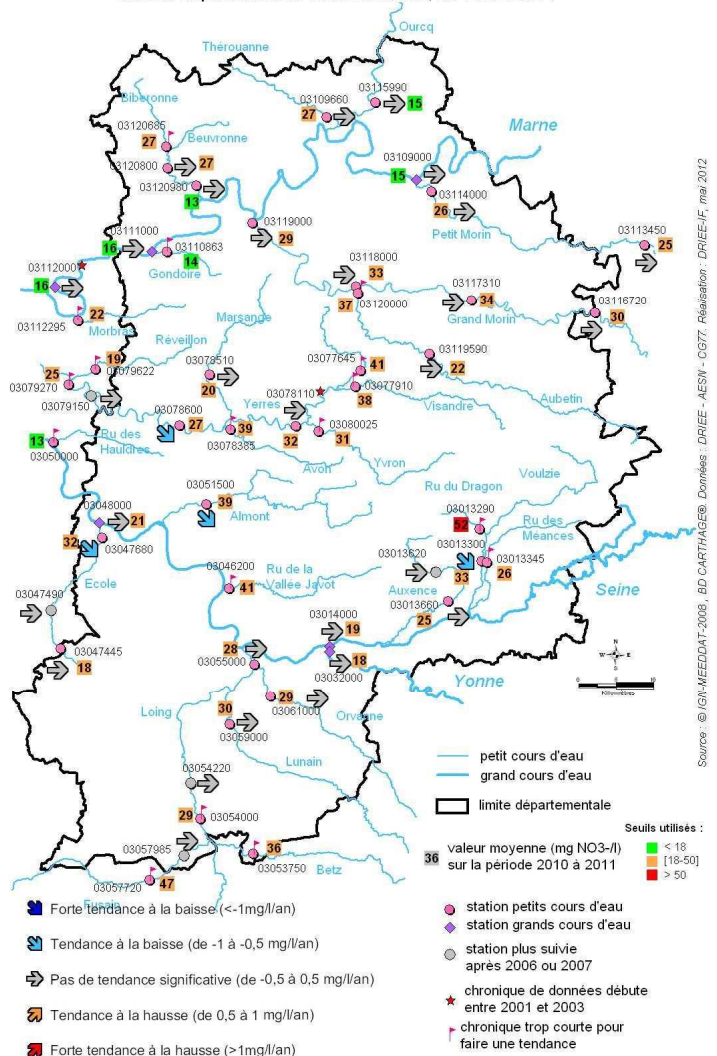 Ourcq
Thérouanne
Biberonne
03115990
15
03109660
27
03120685
27
Beuvronne
Marne
03120800
27
03109000
15
03120980
13
03114000
26
Petit Morin
03113450
25
03111000
16
03119000
29
03110863
14
Gondoire
03112000
16
03118000
33
37
03120000
03117310
34
Grand Morin
03116720
30
22
03112295
Morbras
Marsange
Réveillon
19
03079622
25
03079270
03078510
20
03077645
41
03119590
22
03079150
03078110
03077910
38
Aubetin
Yerres
Visandre
03078600
27
39
03078385
32
03080025
31
13
03050000
Ru des
Hauldres
Avon
Yvron
Voulzie
Ru du Dragon
03051500
39
Almont
03048000
21
03013290
52
Ru des
Méances
32
03047680
03013300
03013620
03013345
33
26
Ecole
03046200
41
Ru de la
Vallée Javot
Auxence
Seine
03047490
03013660
25
03014000
19
03047445
18
28
03055000
18
03032000
Yonne
N
W
E
S
Kilomètres
Loing
29
03061000
Orvanne
30
03059000
Lunain
03054220
29
03054000
03057985
36
03053750
Betz
03057720
47
Fusain
petit cours d'eau
grand cours d'eau
limite départementale
36 valeur moyenne (mg NO3-/l)
sur la période 2010 à 2011
Seuils utilisés :
< 18
[18-50]
> 50
Forte tendance à la baisse (<-1mg/l/an)
Tendance à la baisse (de -1 à -0,5 mg/l/an)
Pas de tendance significative (de -0,5 à 0,5 mg/l/an)
Tendance à la hausse (de 0,5 à 1 mg/l/an)
Forte tendance à la hausse (>1mg/l/an)
station petits cours d'eau
station grands cours d'eau
station plus suivie
après 2006 ou 2007
chronique de données débute
entre 2001 et 2003
chronique trop courte pour
faire une tendance
Source : © IGN-MEEDDAT-2008, BD CARTHAGE®. Données : DRIEE - AESN - CG77. Réalisation : DRIEE-IF, mai 2012